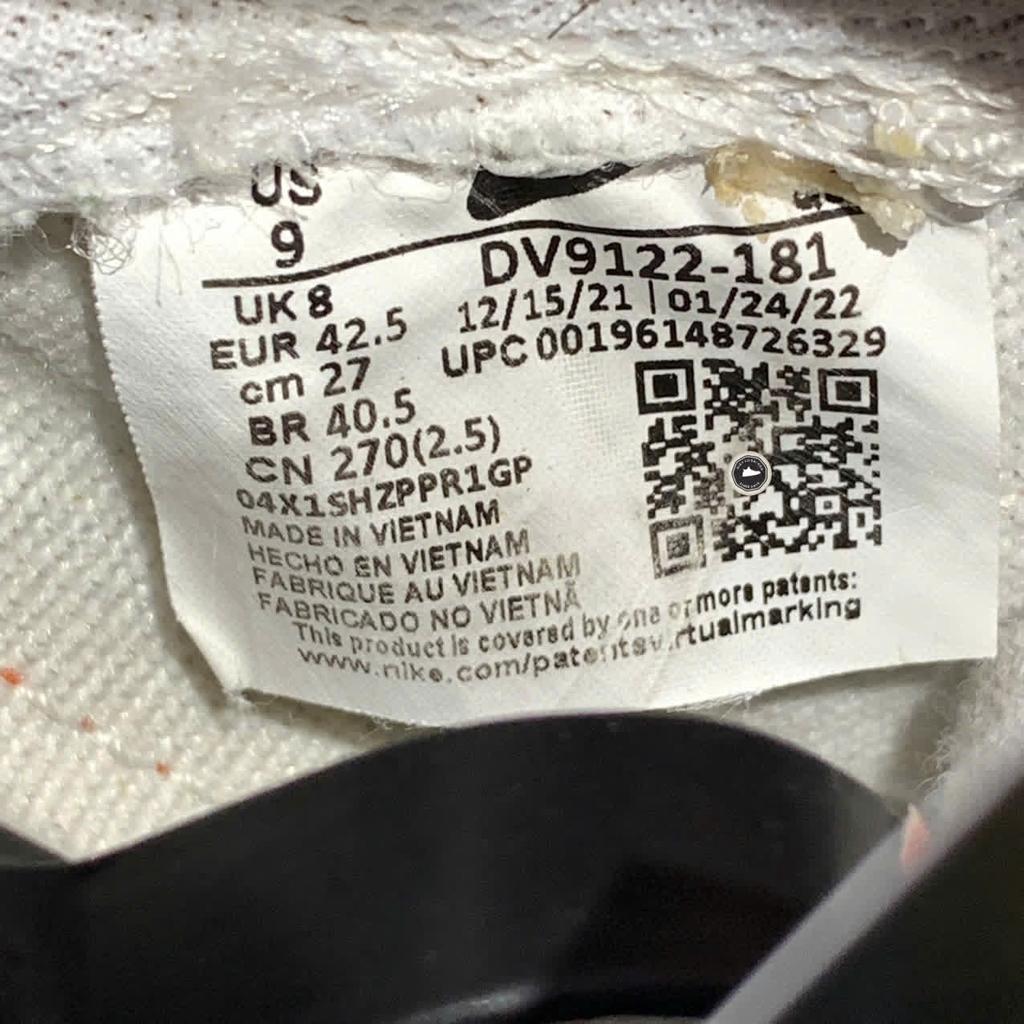 US
9
DV9122-181
UK 8
12/15/21 | 01/24/22
EUR 42.5
UPC 00196148726329
cm 27
BR 40.5
CN 270(2.5)
04X1SHZPPR1GP
MADE IN VIETNAM
HECHO EN VIETNAM
FABRIQUE AU VIETNAM
FABRICADO NO VIETNÃ
This product is covered by one or more patents:
www.nike.com/patentsvirtualmarking